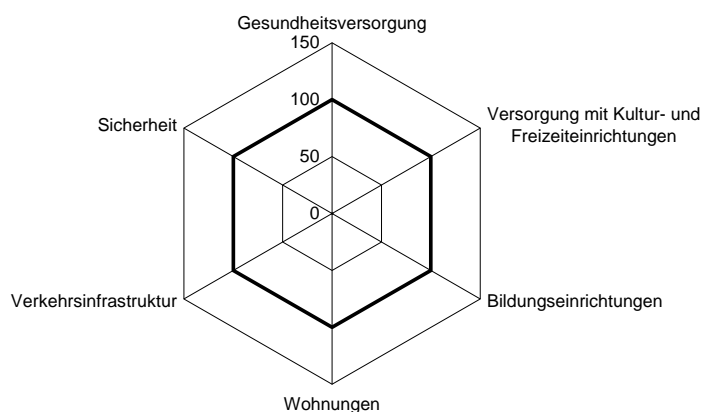 Gesundheitsversorgung
150
Versorgung mit Kultur- und
Freizeiteinrichtungen
Sicherheit
100
50
0
Verkehrsinfrastruktur
Bildungseinrichtungen
Wohnungen